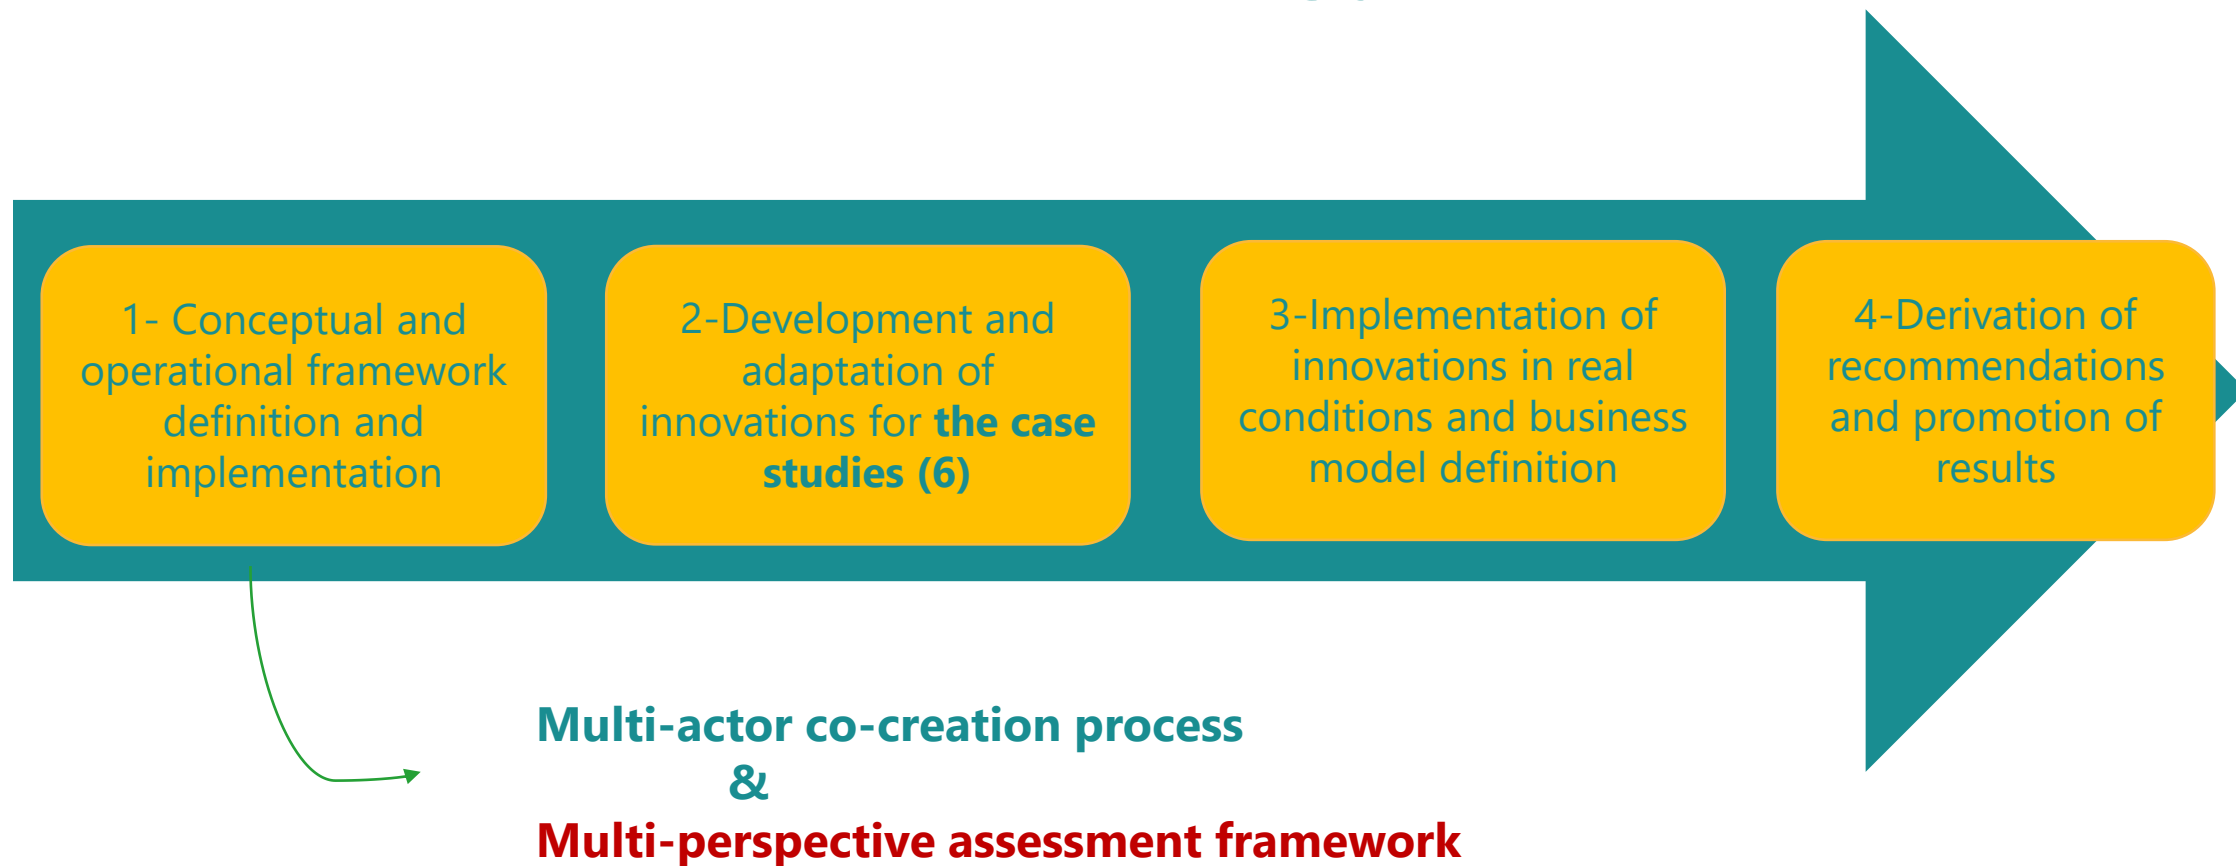 1- Conceptual and
operational framework
definition and
implementation
2-Development and
adaptation of
innovations for the case
studies (6)
3-Implementation of
innovations in real
conditions and business
model definition
4-Derivation of
recommendations
and promotion of
results
Multi-actor co-creation process
&
Multi-perspective assessment framework